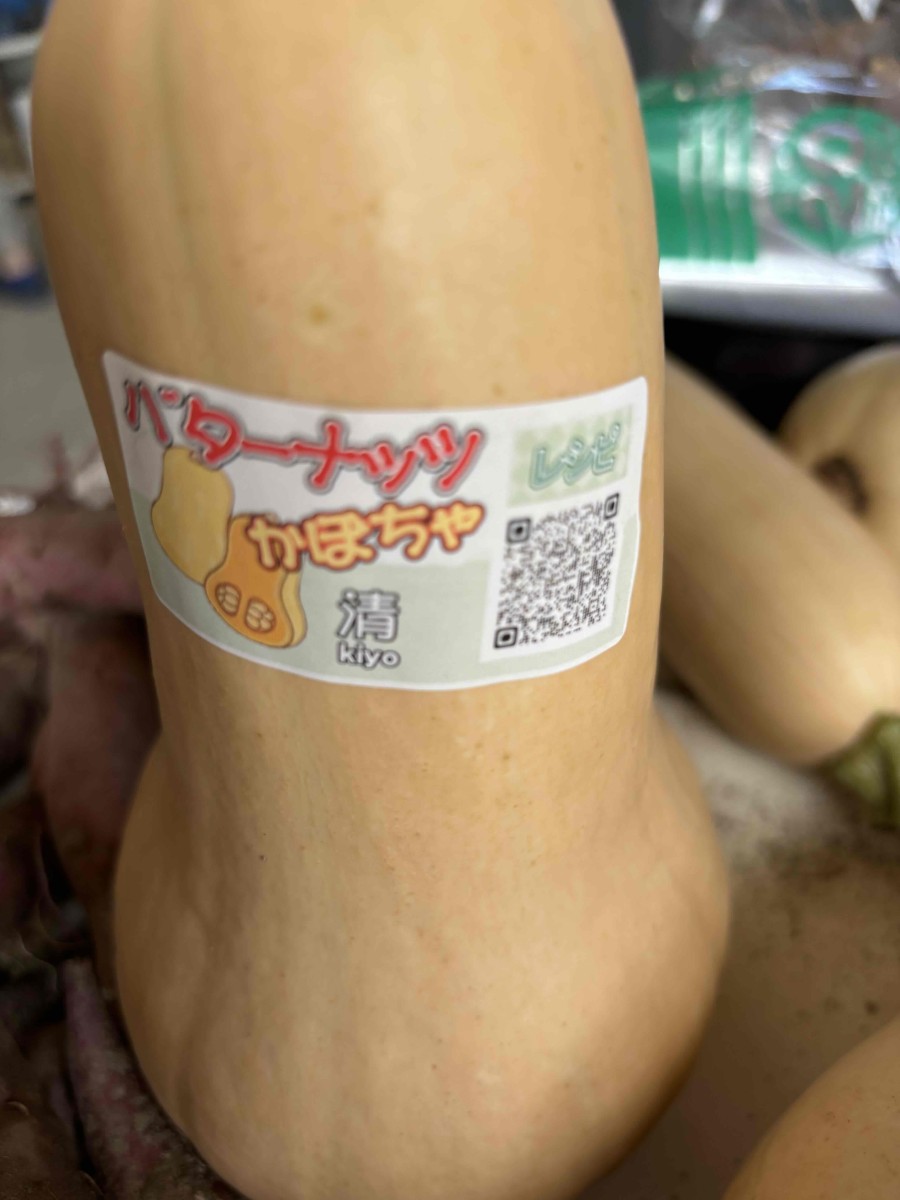 バターナッツ
かぼちゃ
清
kiyo
レシピ